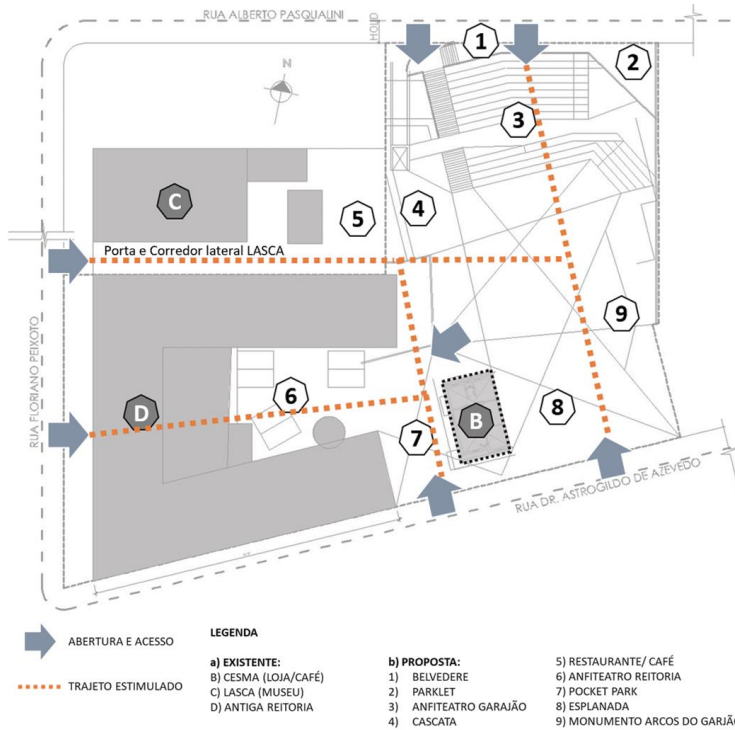 RUA ALBERTO PASQUALINI
N
1
2
3
C
5
4
Porta e Corredor lateral LASCA
9
RUA FLORIANO PEIXOTO
6
D
B
8
7
RUA DR. ASTROGILDO DE AZEVEDO
ABERTURA E ACESSO
TRAJETO ESTIMULADO
LEGENDA
a) EXISTENTE:
B) CESMA (LOJA/CAFÉ)
C) LASCA (MUSEU)
D) ANTIGA REITORIA
b) PROPOSTA:
1) BELVEDERE
2) PARKLET
3) ANFITEATRO GARAJÃO
4) CASCATA
5) RESTAURANTE/ CAFÉ
6) ANFITEATRO REITORIA
7) POCKET PARK
8) ESPLANADA
9) MONUMENTO ARCOS DO GARJÃO